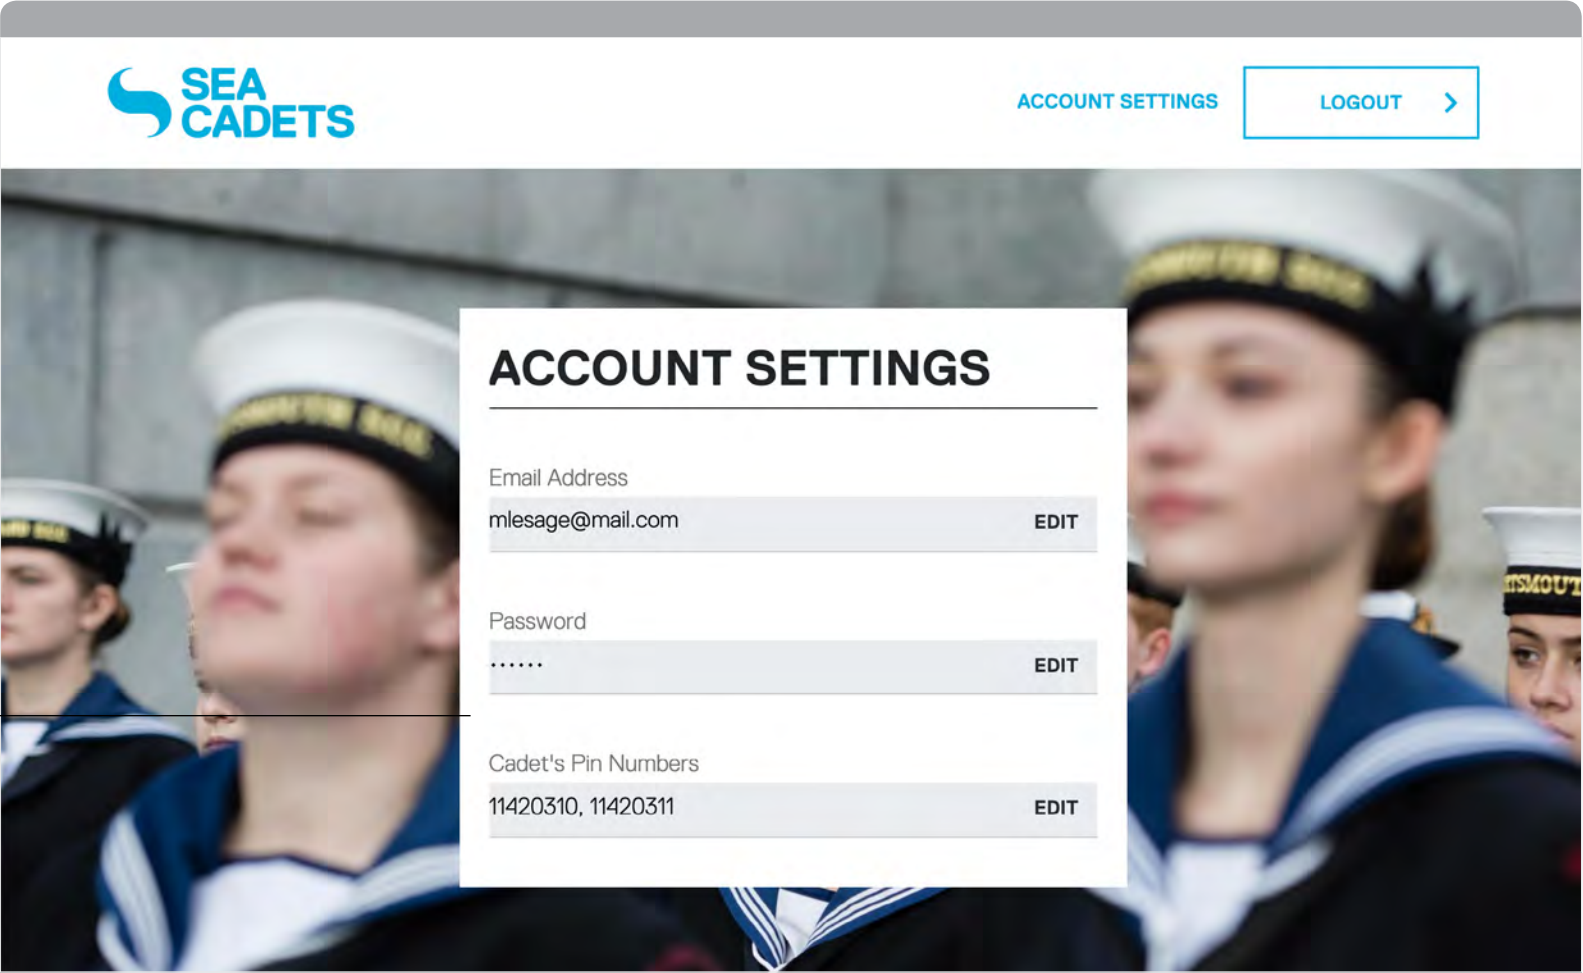 SEA
CADETS
ACCOUNT SETTINGS
LOGOUT
ACCOUNT SETTINGS
Email Address
mlesage@mail.com
EDIT
Password
······
EDIT
Cadet's Pin Numbers
11420310, 11420311
EDIT